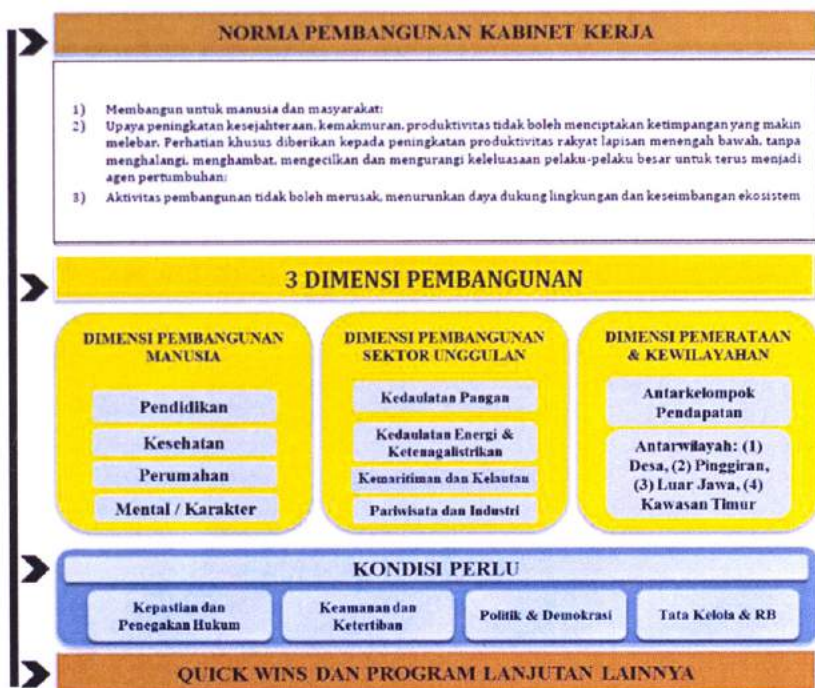 NORMA PEMBANGUNAN KABINET KERJA
1) Membangun untuk manusia dan masyarakat;
2) Upaya peningkatan kesejahteraan, kemakmuran, produktivitas tidak boleh menciptakan ketimpangan yang makin
melebar. Perhatian khusus diberikan kepada peningkatan produktivitas rakyat lapisan menengah bawah, tanpa
menghalangi, menghambat, mengecilkan dan mengurangi keleluasaan pelaku-pelaku besar untuk terus menjadi
agen pertumbuhan;
3) Aktivitas pembangunan tidak boleh merusak, menurunkan daya dukung lingkungan dan keseimbangan ekosistem
3 DIMENSI PEMBANGUNAN
DIMENSI PEMBANGUNAN
MANUSIA
Pendidikan
Kesehatan
Perumahan
Mental / Karakter
DIMENSI PEMBANGUNAN
SEKTOR UNGGULAN
Kedaulatan Pangan
Kedaulatan Energi &
Ketenagalistrikan
Kemaritiman dan Kelautan
Pariwisata dan Industri
DIMENSI PEMERATAAN
& KEWILAYAHAN
Antarkelompok
Pendapatan
Antarwilayah: (1)
Desa, (2) Pinggiran,
(3) Luar Jawa, (4)
Kawasan Timur
KONDISI PERLU
Kepastian dan
Penegakan Hukum
Keamanan dan
Ketertiban
Politik & Demokrasi
Tata Kelola & RB
QUICK WINS DAN PROGRAM LANJUTAN LAINNYA